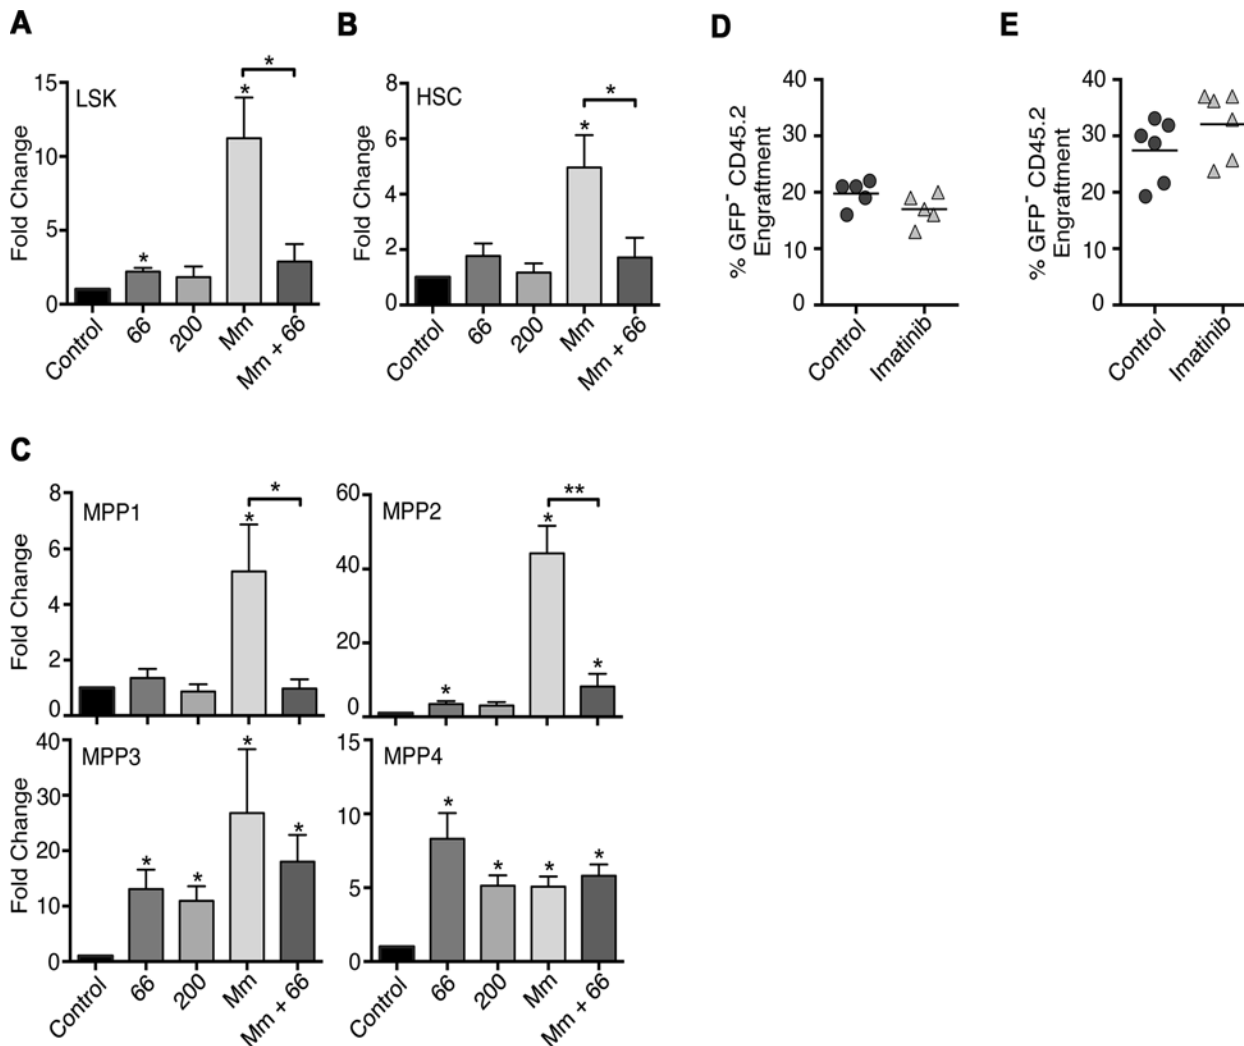 A
LSK
Fold Change
15
10
5
0
*
*
*
Control
66
200
Mm
Mm + 66
B
HSC
Fold Change
8
6
4
2
0
*
*
Control
66
200
Mm
Mm + 66
D
% GFP⁻ CD45.2
Engraftment
40
30
20
10
0
Control
Imatinib
E
% GFP⁻ CD45.2
Engraftment
40
30
20
10
0
Control
Imatinib
C
MPP1
Fold Change
8
6
4
2
0
*
*
MPP2
60
40
20
0
*
*
**
*
MPP3
Fold Change
40
30
20
10
0
*
*
*
*
Control
66
200
Mm
Mm + 66
MPP4
15
10
5
0
*
*
*
*
Control
66
200
Mm
Mm + 66